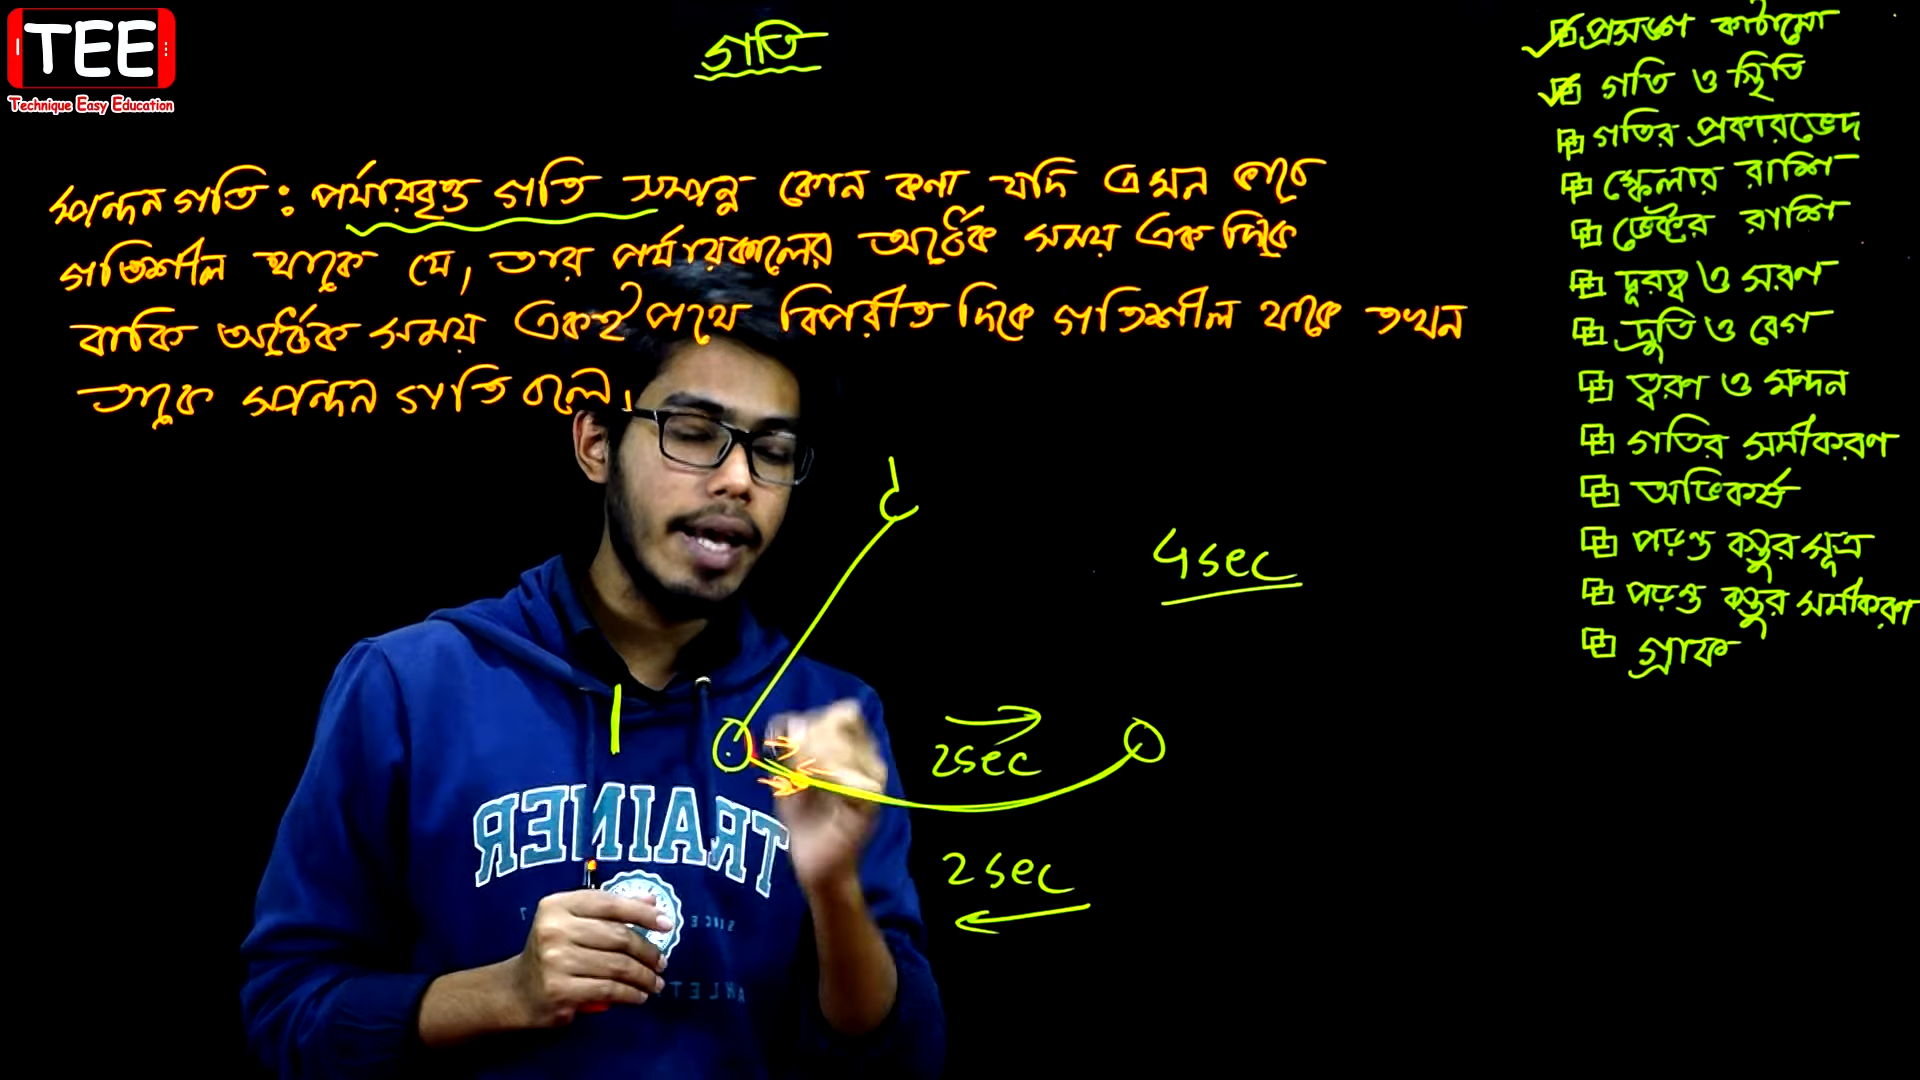 TEE
Technique Easy Education
গতি
স্পন্দন গতি : পর্যায়বৃত্ত গতি সম্পন্ন কোন কনা যদি এমন ভাবে
গতিশীল থাকে যে, তার পর্যায়কালের অর্ধেক সময় এক দিকে
বাকি অর্ধেক সময় একই পথে বিপরীত দিকে গতিশীল থাকে তখন
তাকে স্পন্দন গতি বলে।
4sec
2sec
2sec
TRAINER
SINCE
প্রসঙ্গ কাঠামো
গতি ও স্থিতি
গতির প্রকারভেদ
স্কেলার রাশি
ভেক্টর রাশি
দূরত্ব ও সরণ
দ্রুতি ও বেগ
ত্বরণ ও মন্দন
গতির সমীকরণ
অভিকর্ষ
পড়ন্ত বস্তুর সূত্র
পড়ন্ত বস্তুর সমীকরণ
গ্রাফ